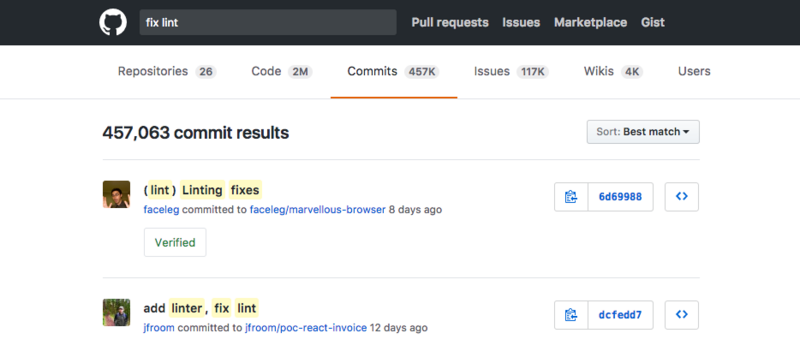 fix lint Pull requests Issues Marketplace Gist
Repositories 26 Code 2M Commits 457K Issues 117K Wikis 4K Users
457,063 commit results Sort: Best match
(lint) Linting fixes 6d69988
faceleg committed to faceleg/marvellous-browser 8 days ago
Verified
add linter, fix lint dcfedd7
jfroom committed to jfroom/poc-react-invoice 12 days ago